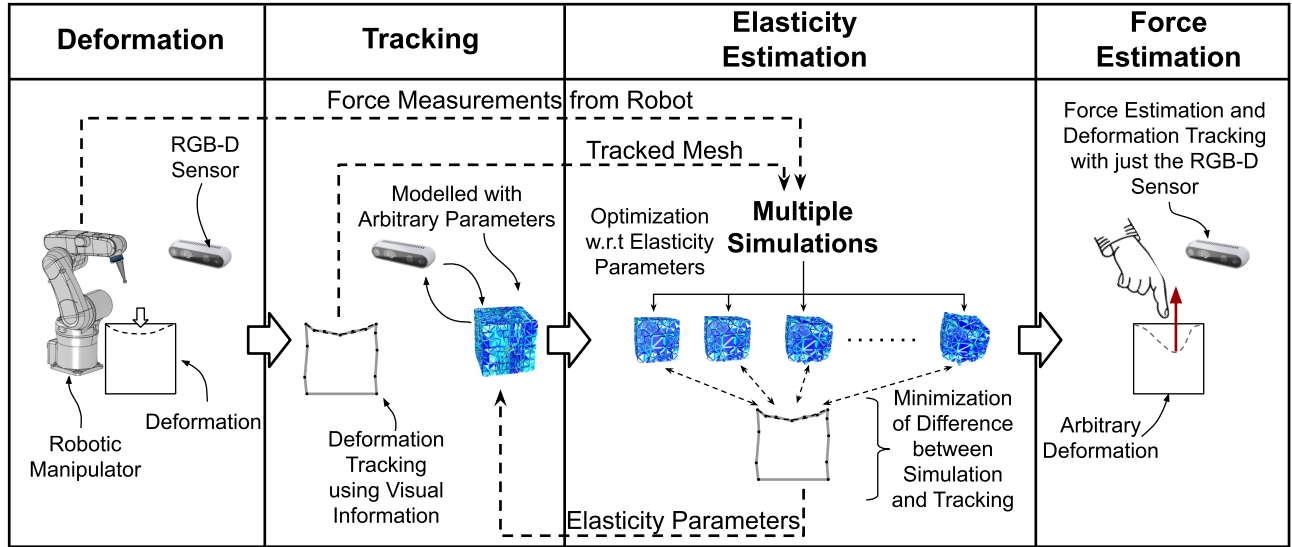 Deformation
Tracking
Elasticity
Estimation
Force
Estimation
Force Measurements from Robot
RGB-D
Sensor
Robotic
Manipulator
Deformation
Tracked Mesh
Modelled with
Arbitrary Parameters
Deformation
Tracking
using Visual
Information
Optimization
w.r.t Elasticity
Parameters
Multiple
Simulations
Minimization
of Difference
between
Simulation
and Tracking
Elasticity Parameters
Force Estimation and
Deformation Tracking
with just the RGB-D
Sensor
Arbitrary
Deformation